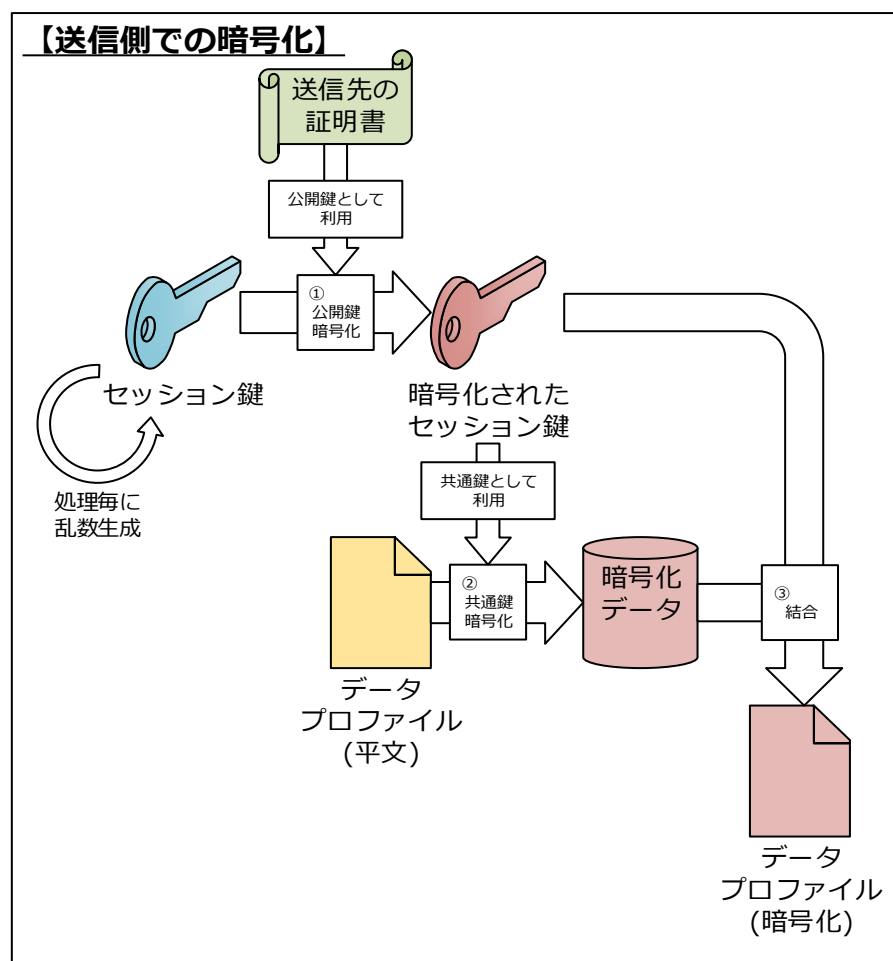 【送信側での暗号化】
送信先の
証明書
公開鍵として
利用
①
公開鍵
暗号化
セッション鍵
暗号化された
セッション鍵
処理毎に
乱数生成
共通鍵として
利用
②
共通鍵
暗号化
暗号化
データ
③
結合
データ
プロファイル
(平文)
データ
プロファイル
(暗号化)